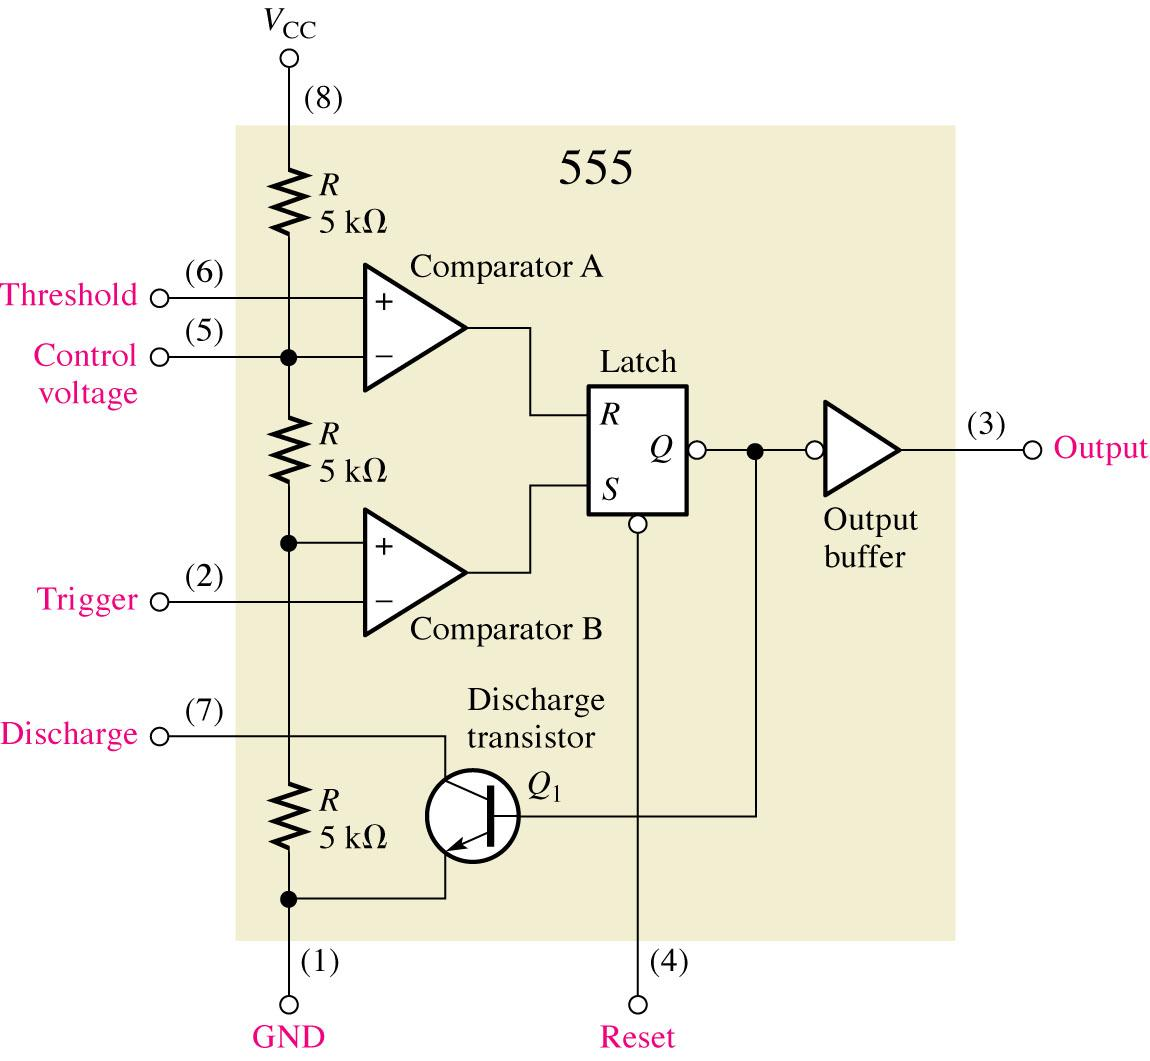 V_CC
(8)
555
R
5 kΩ
Comparator A
(6)
Threshold
+
(5)
Control
voltage
−
Latch
R
5 kΩ
R
Q
S
(3)
Output
Output
buffer
+
(2)
Trigger
−
Comparator B
Discharge
transistor
(7)
Discharge
Q₁
R
5 kΩ
(1)
(4)
GND
Reset